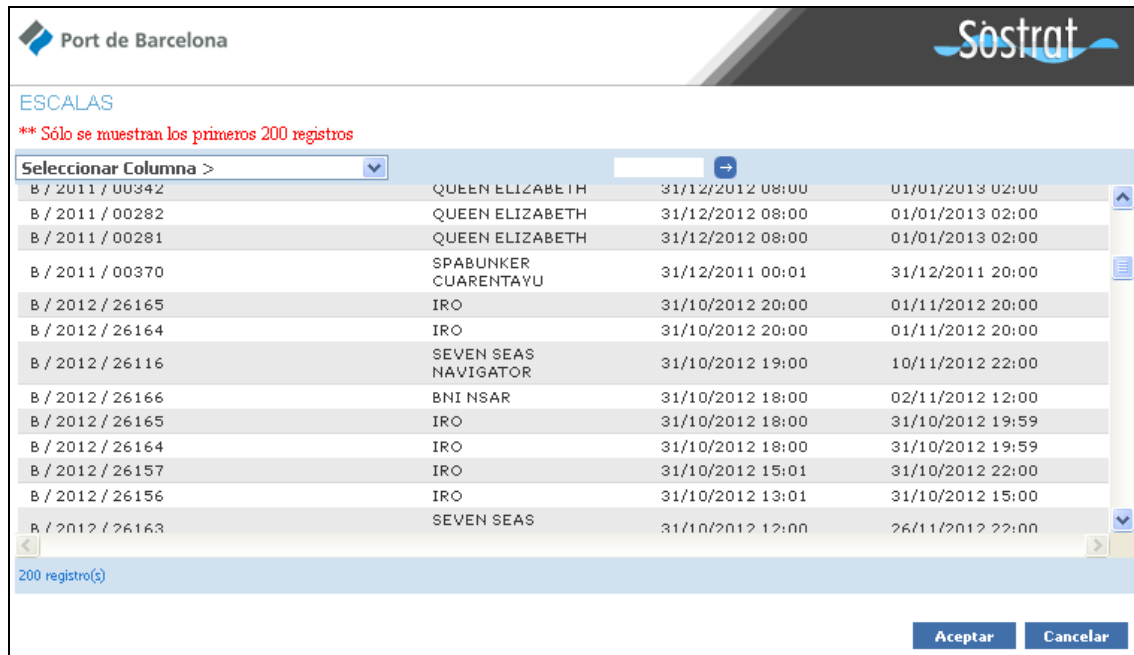 Port de Barcelona
Sòstrat
ESCALAS
** Sólo se muestran los primeros 200 registros
Seleccionar Columna >
B / 2011 / 00342 QUEEN ELIZABETH 31/12/2012 08:00 01/01/2013 02:00
B / 2011 / 00282 QUEEN ELIZABETH 31/12/2012 08:00 01/01/2013 02:00
B / 2011 / 00281 QUEEN ELIZABETH 31/12/2012 08:00 01/01/2013 02:00
B / 2011 / 00370 SPABUNKER CUARENTAYU 31/12/2011 00:01 31/12/2011 20:00
B / 2012 / 26165 IRO 31/10/2012 20:00 01/11/2012 20:00
B / 2012 / 26164 IRO 31/10/2012 20:00 01/11/2012 20:00
B / 2012 / 26116 SEVEN SEAS NAVIGATOR 31/10/2012 19:00 10/11/2012 22:00
B / 2012 / 26166 BNI NSAR 31/10/2012 18:00 02/11/2012 12:00
B / 2012 / 26165 IRO 31/10/2012 18:00 31/10/2012 19:59
B / 2012 / 26164 IRO 31/10/2012 18:00 31/10/2012 19:59
B / 2012 / 26157 IRO 31/10/2012 15:01 31/10/2012 22:00
B / 2012 / 26156 IRO 31/10/2012 13:01 31/10/2012 15:00
B / 2012 / 26163 SEVEN SEAS 31/10/2012 12:00 26/11/2012 22:00
200 registro(s)
Aceptar Cancelar